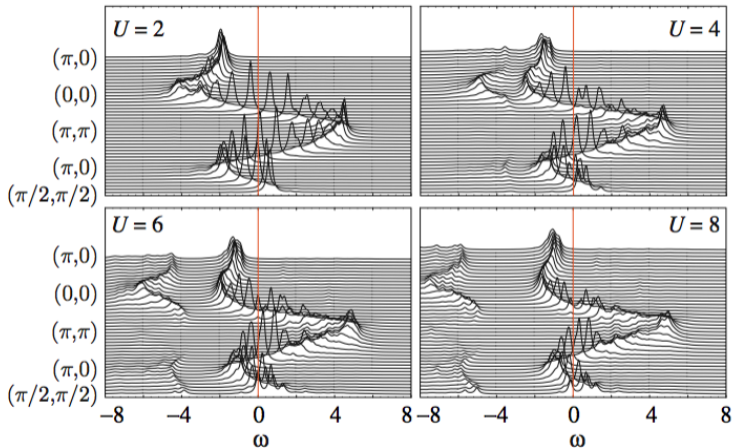 U = 2
U = 4
(π,0)
(0,0)
(π,π)
(π,0)
(π/2,π/2)
U = 6
U = 8
(π,0)
(0,0)
(π,π)
(π,0)
(π/2,π/2)
−8 −4 0 4 8 −4 0 4 8
ω ω